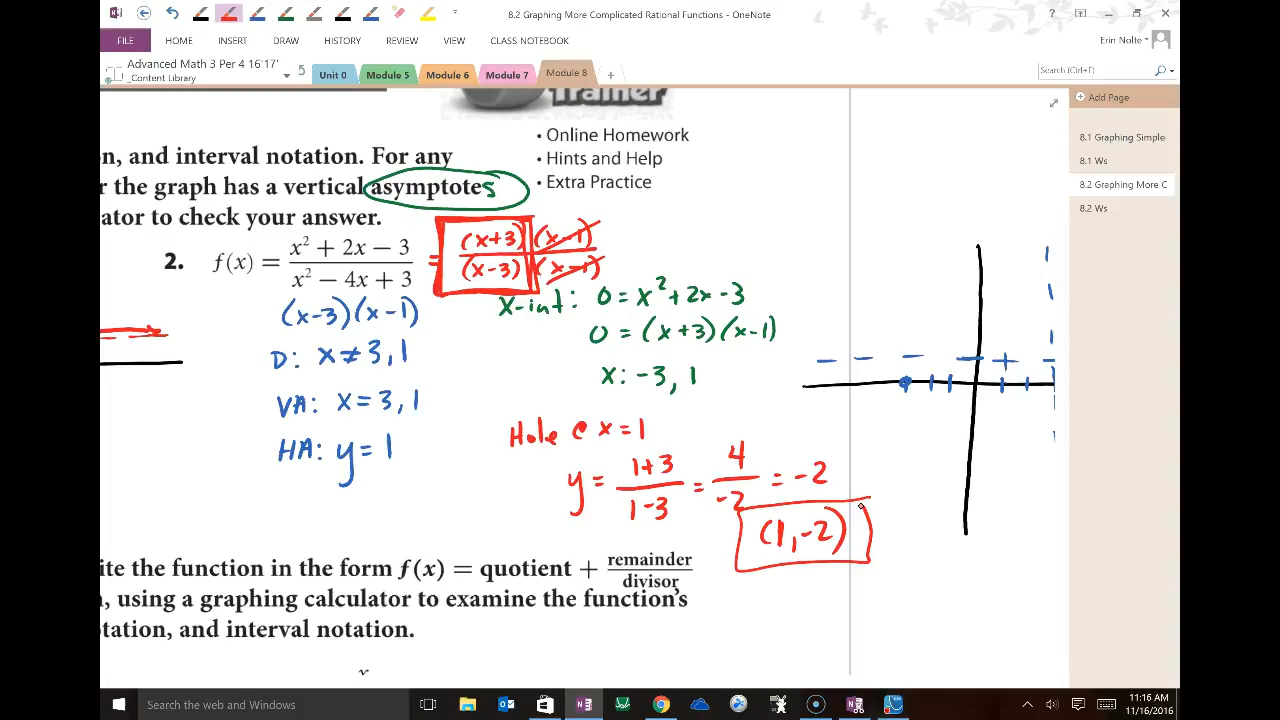 8.2 Graphing More Complicated Rational Functions - OneNote
FILE HOME INSERT DRAW HISTORY REVIEW VIEW CLASS NOTEBOOK
Erin Nolte
Advanced Math 3 Per 4 16'17'
_Content Library
Unit 0 Module 5 Module 6 Module 7 Module 8
Search (Ctrl+E)
Add Page
8.1 Graphing Simple
8.1 Ws
8.2 Graphing More C
8.2 Ws
Trainer
• Online Homework
• Hints and Help
• Extra Practice
n, and interval notation. For any
r the graph has a vertical asymptotes
ator to check your answer.
2. f(x) = (x² + 2x − 3)/(x² − 4x + 3) = (x+3)(x-1)/(x-3)(x-1)
(x-3)(x-1)
D: x ≠ 3, 1
VA: x = 3, 1
HA: y = 1
x-int: 0 = x² + 2x - 3
0 = (x+3)(x-1)
x: -3, 1
Hole @ x = 1
y = (1+3)/(1-3) = 4/-2 = -2
(1, -2)
ite the function in the form f(x) = quotient + remainder/divisor,
, using a graphing calculator to examine the function's
otation, and interval notation.
x
Search the web and Windows
11:16 AM
11/16/2016